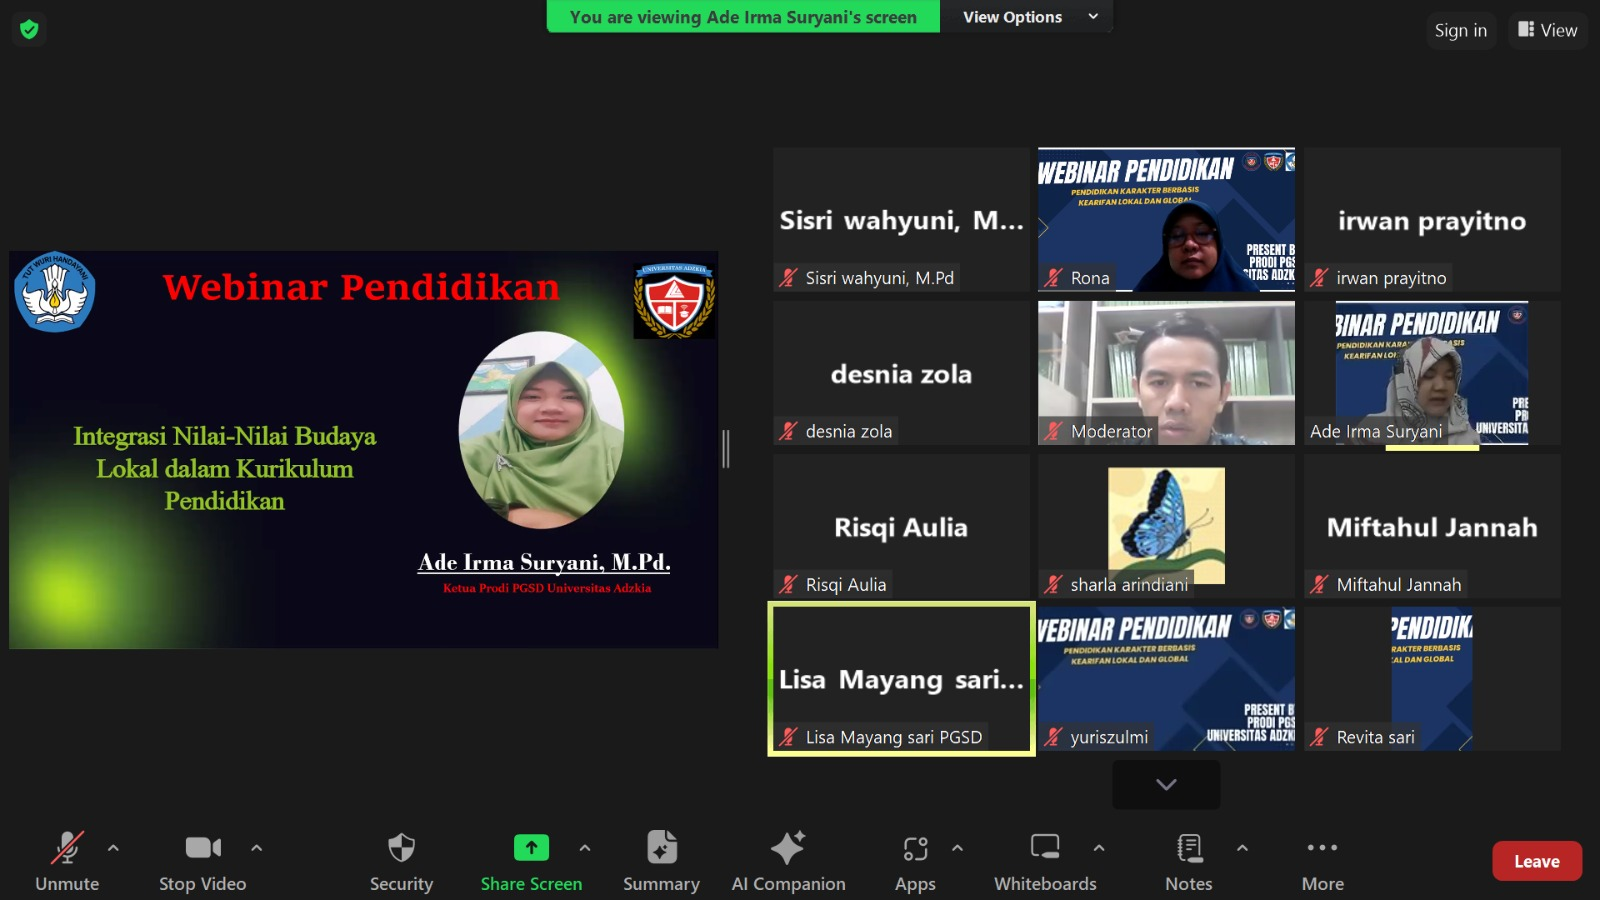 You are viewing Ade Irma Suryani's screen
View Options
Sign in
View
TUT WURI HANDAYANI
Webinar Pendidikan
UNIVERSITAS ADZKIA
Integrasi Nilai-Nilai Budaya
Lokal dalam Kurikulum
Pendidikan
Ade Irma Suryani, M.Pd.
Ketua Prodi PGSD Universitas Adzkia
Sisri wahyuni, M...
Sisri wahyuni, M.Pd
WEBINAR PENDIDIKAN
PENDIDIKAN KARAKTER BERBASIS
KEARIFAN LOKAL DAN GLOBAL
PRESENT B
PRODI PGS
SITAS ADZK
Rona
irwan prayitno
irwan prayitno
desnia zola
desnia zola
Moderator
BINAR PENDIDIKAN
PENDIDIKAN KARA
BASIS
KEARIFAN LO
PRE
PR
UNIVERSITA
Ade Irma Suryani
Risqi Aulia
Risqi Aulia
sharla arindiani
Miftahul Jannah
Miftahul Jannah
Lisa Mayang sari...
Lisa Mayang sari PGSD
WEBINAR PENDIDIKAN
PENDIDIKAN KARAKTER BERBASIS
KEARIFAN LOKAL DAN GLOBAL
PRESENT B
PRODI PGS
UNIVERSITAS ADZKI
yuriszulmi
PENDIDIKA
RAKTER BERBASIS
KAL DAN GLOBAL
Revita sari
Unmute
Stop Video
Security
Share Screen
Summary
AI Companion
Apps
Whiteboards
Notes
More
Leave